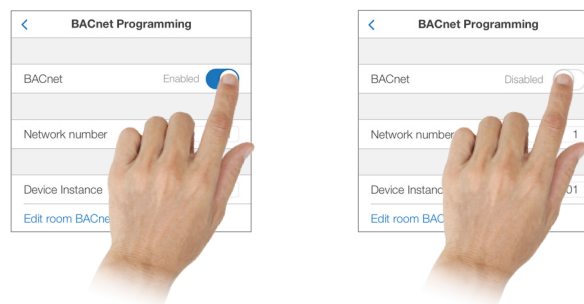 BACnet Programming
BACnet Enabled
Network number
Device Instance
Edit room BACne
BACnet Programming
BACnet Disabled
Network number 1
Device Instanc 01
Edit room BAC